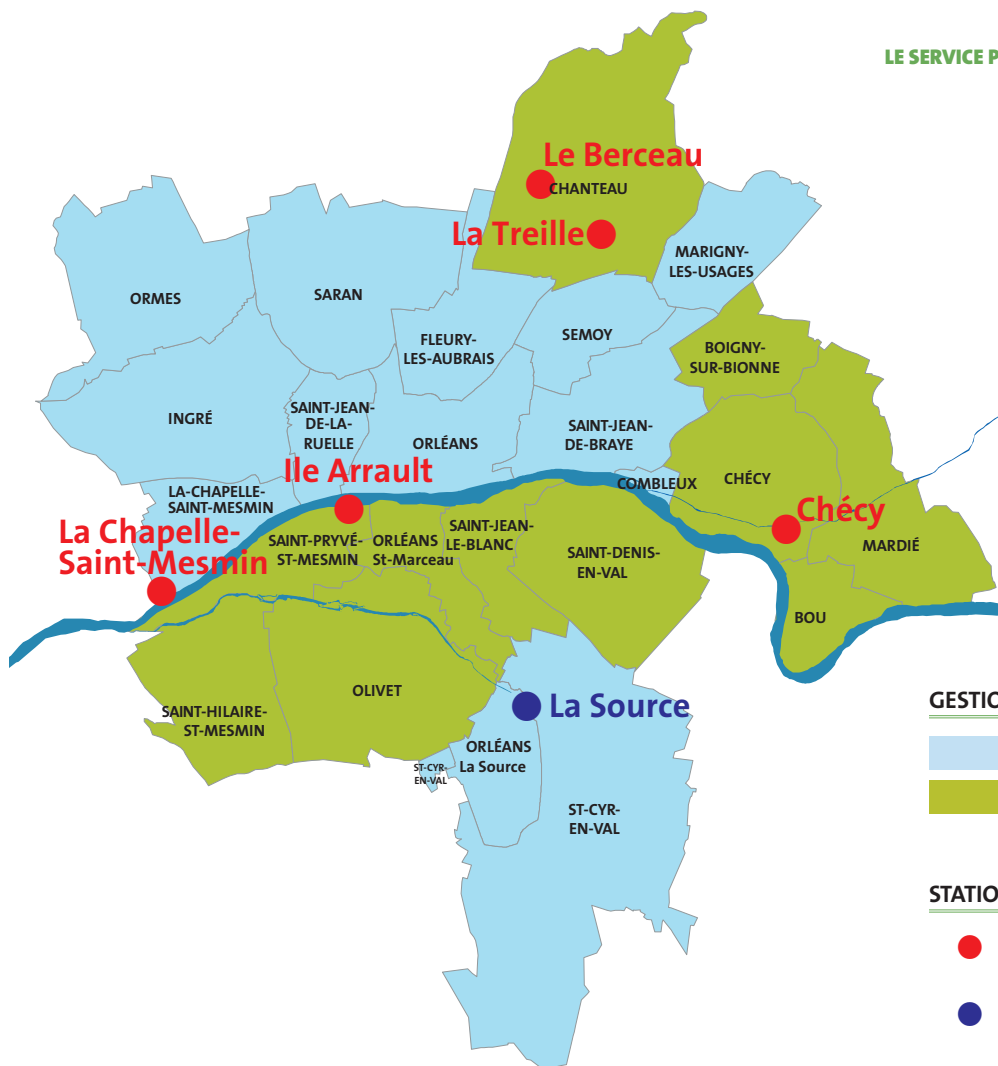 LE SERVICE P
Le Berceau
CHANTEAU
La Treille
MARIGNY-
LES-USAGES
ORMES
SARAN
FLEURY-
LES-AUBRAIS
SEMOY
BOIGNY-
SUR-BIONNE
INGRÉ
SAINT-JEAN-
DE-LA-
RUELLE
ORLÉANS
SAINT-JEAN-
DE-BRAYE
Ile Arrault
COMBLEUX
CHÉCY
LA-CHAPELLE-
SAINT-MESMIN
La Chapelle-
Saint-Mesmin
Chécy
SAINT-PRYVÉ-
ST-MESMIN
ORLÉANS
St-Marceau
SAINT-JEAN-
LE-BLANC
SAINT-DENIS-
EN-VAL
MARDIÉ
BOU
OLIVET
SAINT-HILAIRE-
ST-MESMIN
La Source
GESTIO
ORLÉANS
La Source
ST-CYR-
EN-VAL
ST-CYR-
EN-VAL
STATIO